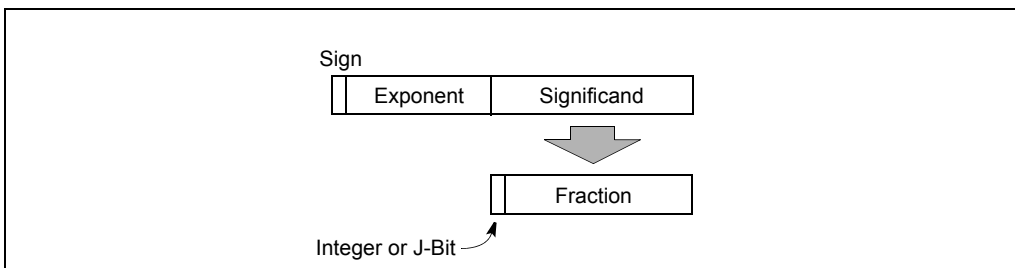 Sign
Exponent Significand
Fraction
Integer or J-Bit